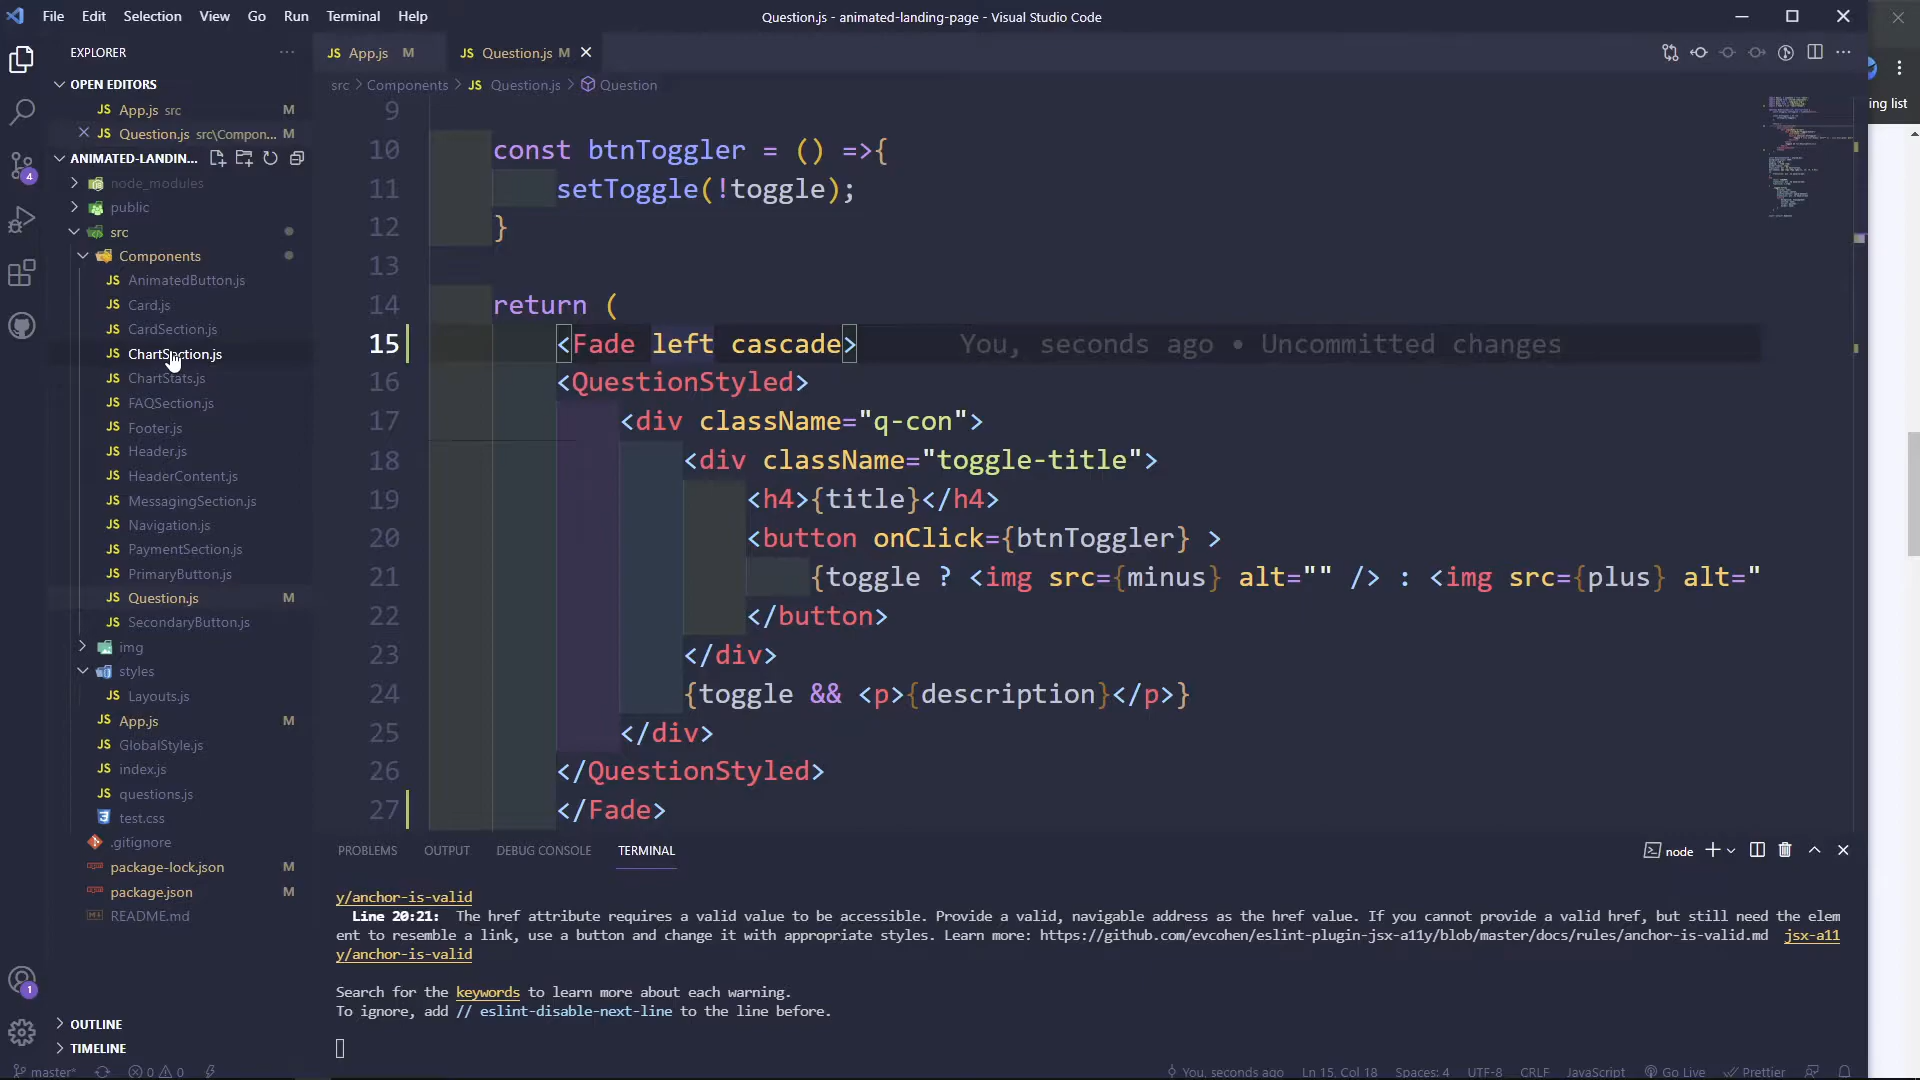 File Edit Selection View Go Run Terminal Help
Question.js - animated-landing-page - Visual Studio Code
EXPLORER
OPEN EDITORS
JS App.js src M
JS Question.js src\Compon... M
ANIMATED-LANDIN...
node_modules
public
src
Components
JS AnimatedButton.js
JS Card.js
JS CardSection.js
JS ChartSection.js
JS ChartStats.js
JS FAQSection.js
JS Footer.js
JS Header.js
JS HeaderContent.js
JS MessagingSection.js
JS Navigation.js
JS PaymentSection.js
JS PrimaryButton.js
JS Question.js M
JS SecondaryButton.js
img
styles
JS Layouts.js
JS App.js M
JS GlobalStyle.js
JS index.js
JS questions.js
test.css
.gitignore
package-lock.json M
package.json M
README.md
OUTLINE
TIMELINE
4
1
JS App.js M JS Question.js M
src > Components > JS Question.js > Question
ing list
9
10 const btnToggler = () =>{
11 setToggle(!toggle);
12 }
13
14 return (
15 <Fade left cascade> You, seconds ago • Uncommitted changes
16 <QuestionStyled>
17 <div className="q-con">
18 <div className="toggle-title">
19 <h4>{title}</h4>
20 <button onClick={btnToggler} >
21 {toggle ? <img src={minus} alt="" /> : <img src={plus} alt="
22 </button>
23 </div>
24 {toggle && <p>{description}</p>}
25 </div>
26 </QuestionStyled>
27 </Fade>
PROBLEMS OUTPUT DEBUG CONSOLE TERMINAL
node
y/anchor-is-valid
Line 20:21: The href attribute requires a valid value to be accessible. Provide a valid, navigable address as the href value. If you cannot provide a valid href, but still need the elem
ent to resemble a link, use a button and change it with appropriate styles. Learn more: https://github.com/evcohen/eslint-plugin-jsx-a11y/blob/master/docs/rules/anchor-is-valid.md jsx-a11
y/anchor-is-valid
Search for the keywords to learn more about each warning.
To ignore, add // eslint-disable-next-line to the line before.
master* 0 0 You, seconds ago Ln 15, Col 18 Spaces: 4 UTF-8 CRLF JavaScript Go Live Prettier